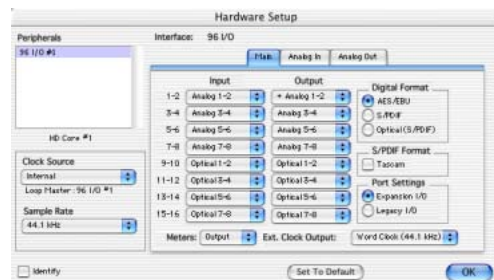 Hardware Setup
Peripherals
96 I/O #1
HD Core #1
Clock Source
Internal
Loop Master: 96 I/O #1
Sample Rate
44.1 kHz
Identify
Interface: 96 I/O
Main Analog In Analog Out
Input Output
1-2 Analog 1-2 + Analog 1-2
3-4 Analog 3-4 Analog 3-4
5-6 Analog 5-6 Analog 5-6
7-8 Analog 7-8 Analog 7-8
9-10 Optical 1-2 Optical 1-2
11-12 Optical 3-4 Optical 3-4
13-14 Optical 5-6 Optical 5-6
15-16 Optical 7-8 Optical 7-8
Meters: Output Ext. Clock Output: Word Clock (44.1 kHz)
Digital Format
AES/EBU
S/PDIF
Optical (S/PDIF)
S/PDIF Format
Tascam
Port Settings
Expansion I/O
Legacy I/O
Set To Default
OK